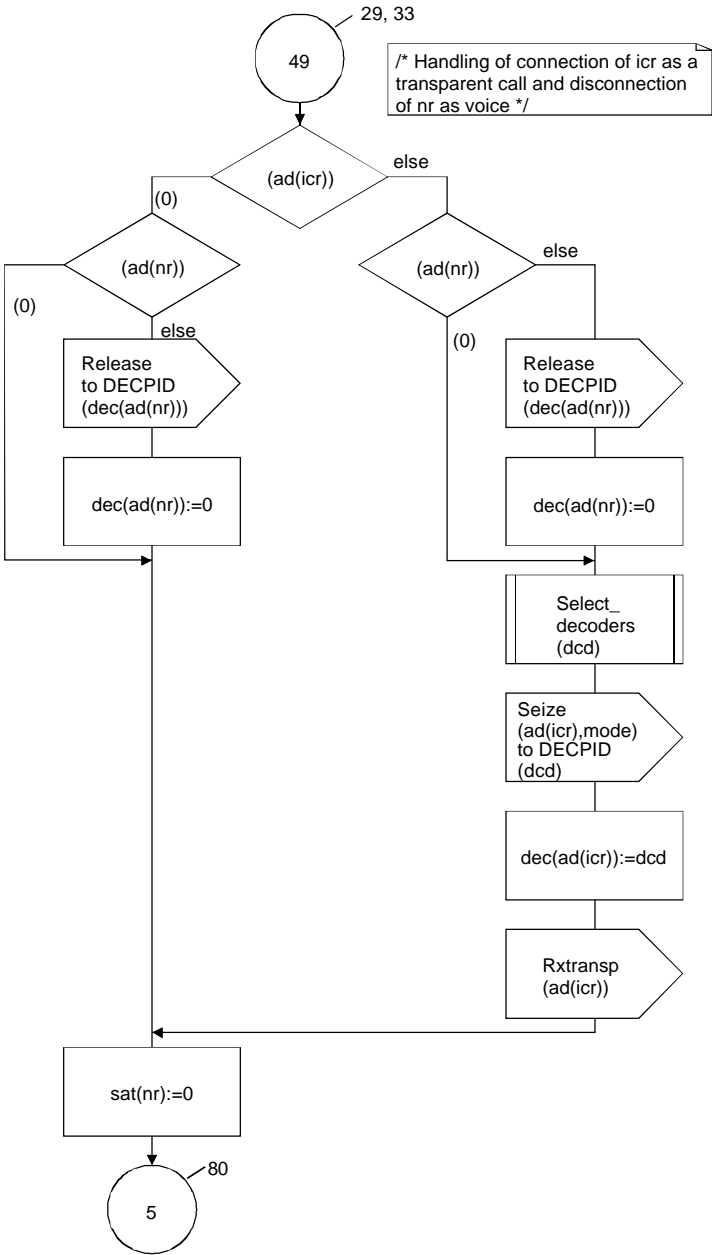 29, 33
49
/* Handling of connection of icr as a
transparent call and disconnection
of nr as voice */
(ad(icr))
else
(0)
(ad(nr))
(0)
else
Release
to DECPID
(dec(ad(nr)))
dec(ad(nr)):=0
(ad(nr))
else
(0)
Release
to DECPID
(dec(ad(nr)))
dec(ad(nr)):=0
Select_
decoders
(dcd)
Seize
(ad(icr),mode)
to DECPID
(dcd)
dec(ad(icr)):=dcd
Rxtransp
(ad(icr))
sat(nr):=0
80
5